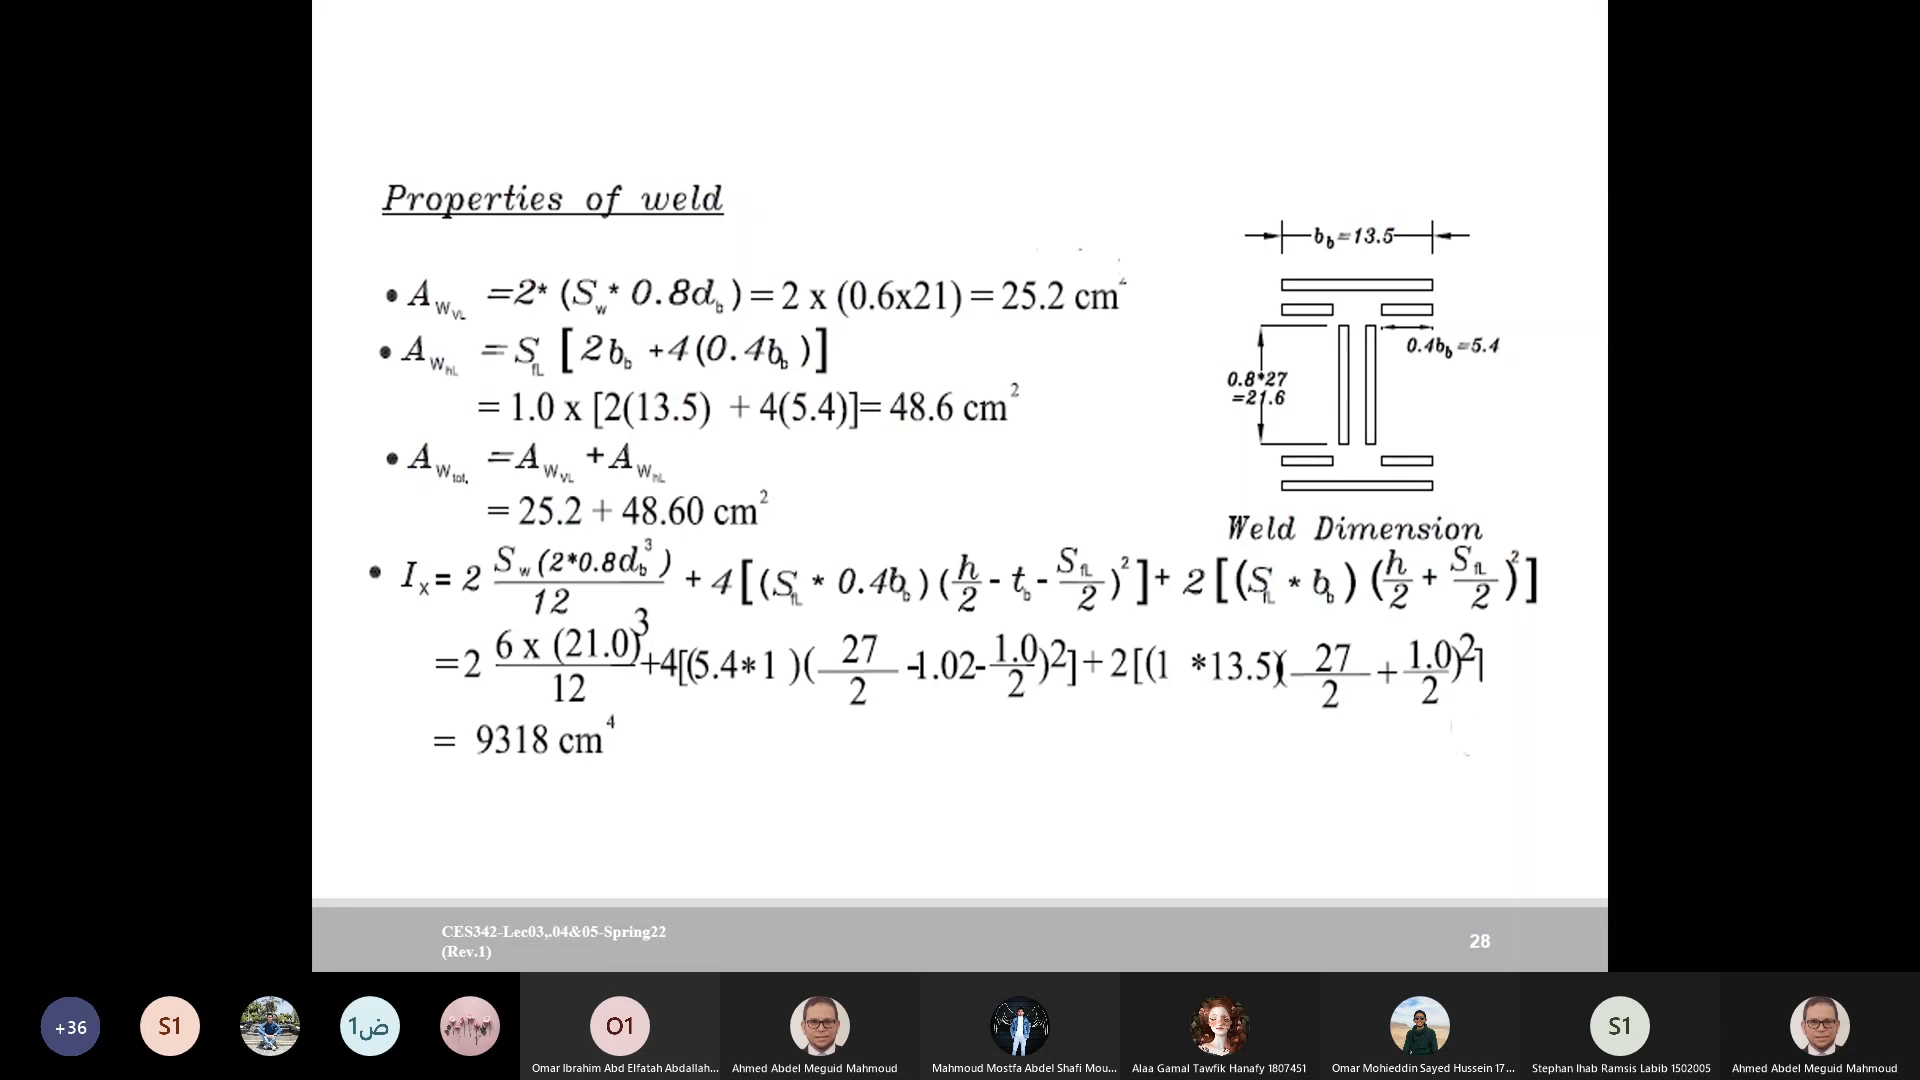 Properties of weld
b_b=13.5
• A_WVL =2* (S_w* 0.8d_b)=2 x (0.6x21)=25.2 cm²
• A_WhL =S_fL [2b_b +4(0.4b_b)]
0.4b_b=5.4
0.8*27
=21.6
= 1.0 x [2(13.5) +4(5.4)]= 48.6 cm²
• A_Wtot. =A_WVL +A_WhL
= 25.2 + 48.60 cm²
Weld Dimension
• I_x= 2 S_w(2*0.8d_b³)/12 + 4[(S_fL * 0.4b_b)(h/2 - t_b - S_fL/2)²]+ 2[(S_fL * b_b)(h/2 + S_fL/2)²]
=2 6 x (21.0)³/12 +4[(5.4*1 )(27/2 -1.02- 1.0/2)2]+2[(1 *13.5)(27/2 + 1.0/2)2]
= 9318 cm⁴
CES342-Lec03,.04&05-Spring22
(Rev.1)
28
+36
S1
ض1
O1
S1
Omar Ibrahim Abd Elfatah Abdallah...
Ahmed Abdel Meguid Mahmoud
Mahmoud Mostfa Abdel Shafi Mou...
Alaa Gamal Tawfik Hanafy 1807451
Omar Mohieddin Sayed Hussein 17...
Stephan Ihab Ramsis Labib 1502005
Ahmed Abdel Meguid Mahmoud